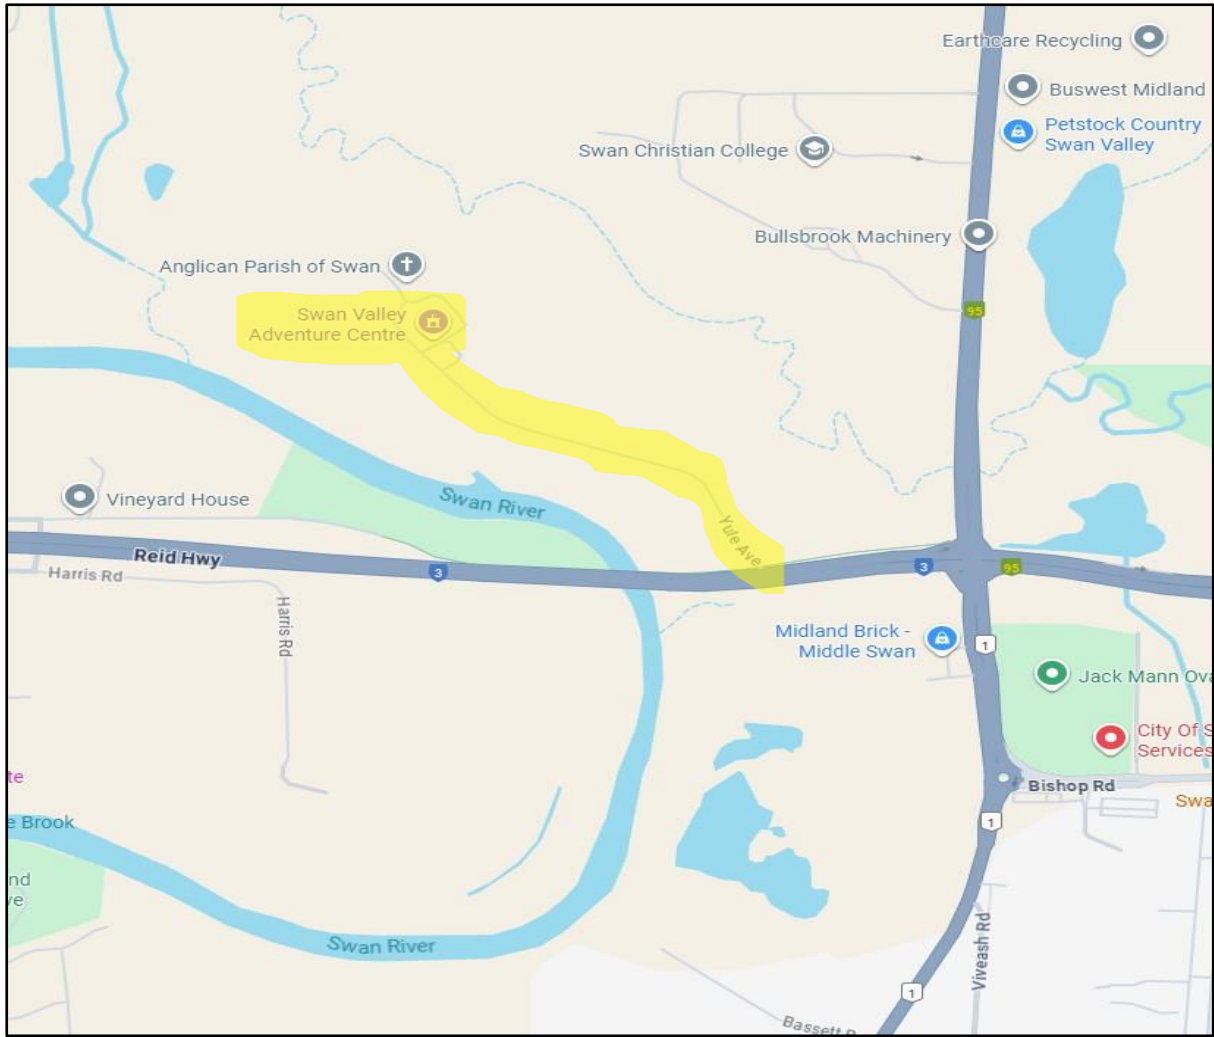 Earthcare Recycling
Buswest Midland
Petstock Country
Swan Valley
Swan Christian College
Bullsbrook Machinery
Anglican Parish of Swan
Swan Valley
Adventure Centre
95
Swan River
Vineyard House
Yule Ave
Reid Hwy
3
3
95
Harris Rd
Harris Rd
Midland Brick -
Middle Swan
1
Jack Mann Ova
City Of S
Services
te
Bishop Rd
Swa
e Brook
1
nd
ve
Swan River
Viveash Rd
1
Bassett